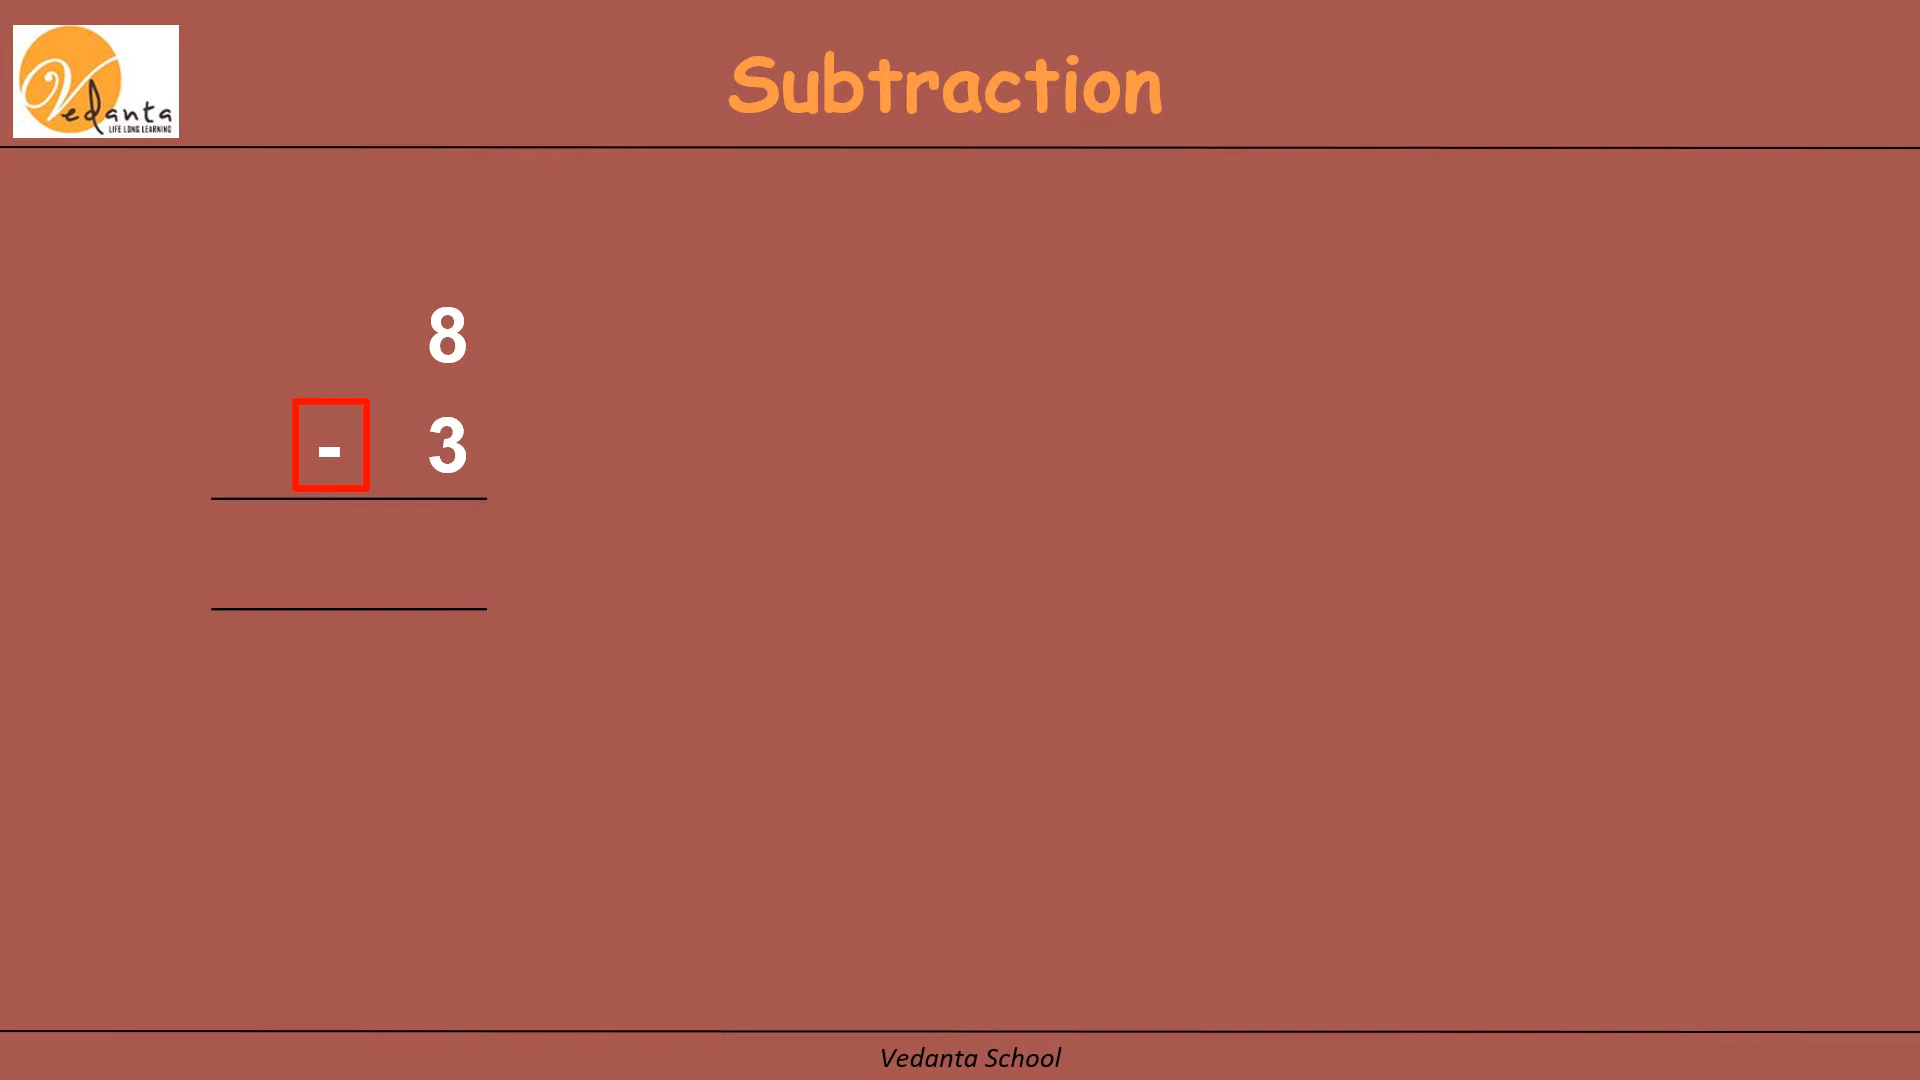 Vedanta
LIFE LONG LEARNING
Subtraction
8
- 3
Vedanta School